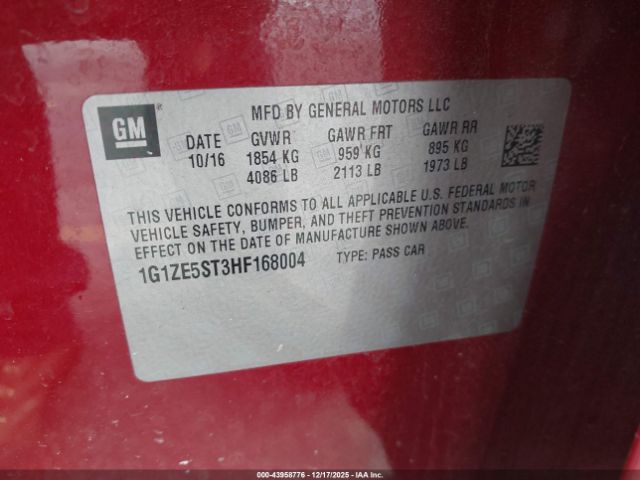 GM ®
MFD BY GENERAL MOTORS LLC
DATE GVWR GAWR FRT GAWR RR
10/16 1854 KG 959 KG 895 KG
4086 LB 2113 LB 1973 LB
THIS VEHICLE CONFORMS TO ALL APPLICABLE U.S. FEDERAL MOTOR
VEHICLE SAFETY, BUMPER, AND THEFT PREVENTION STANDARDS IN
EFFECT ON THE DATE OF MANUFACTURE SHOWN ABOVE.
1G1ZE5ST3HF168004 TYPE: PASS CAR
000-43958776 - 12/17/2025 - IAAI.CA